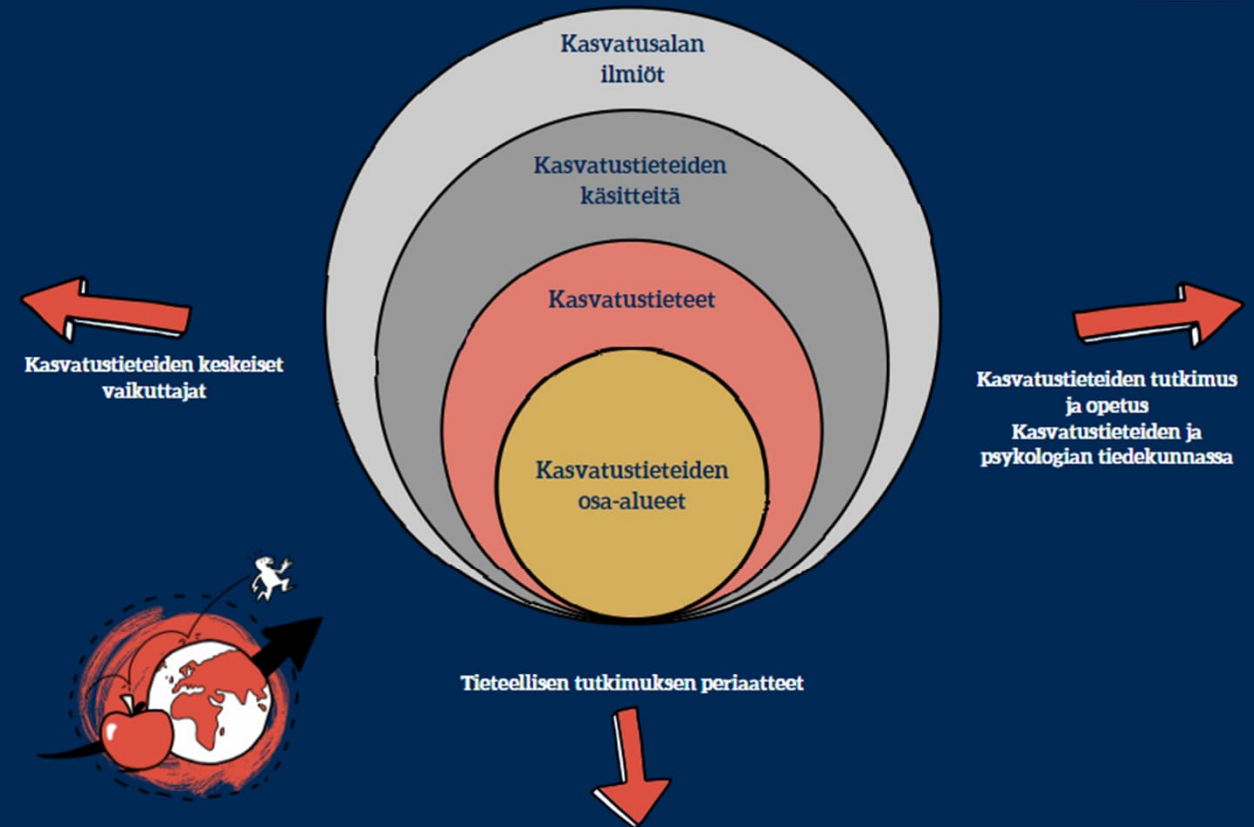 Kasvatusalan
ilmiöt
Kasvatustieteiden
käsitteitä
Kasvatustieteet
Kasvatustieteiden
osa-alueet
Kasvatustieteiden keskeiset
vaikuttajat
Kasvatustieteiden tutkimus
ja opetus
Kasvatustieteiden ja
psykologian tiedekunnassa
Tieteellisen tutkimuksen periaatteet